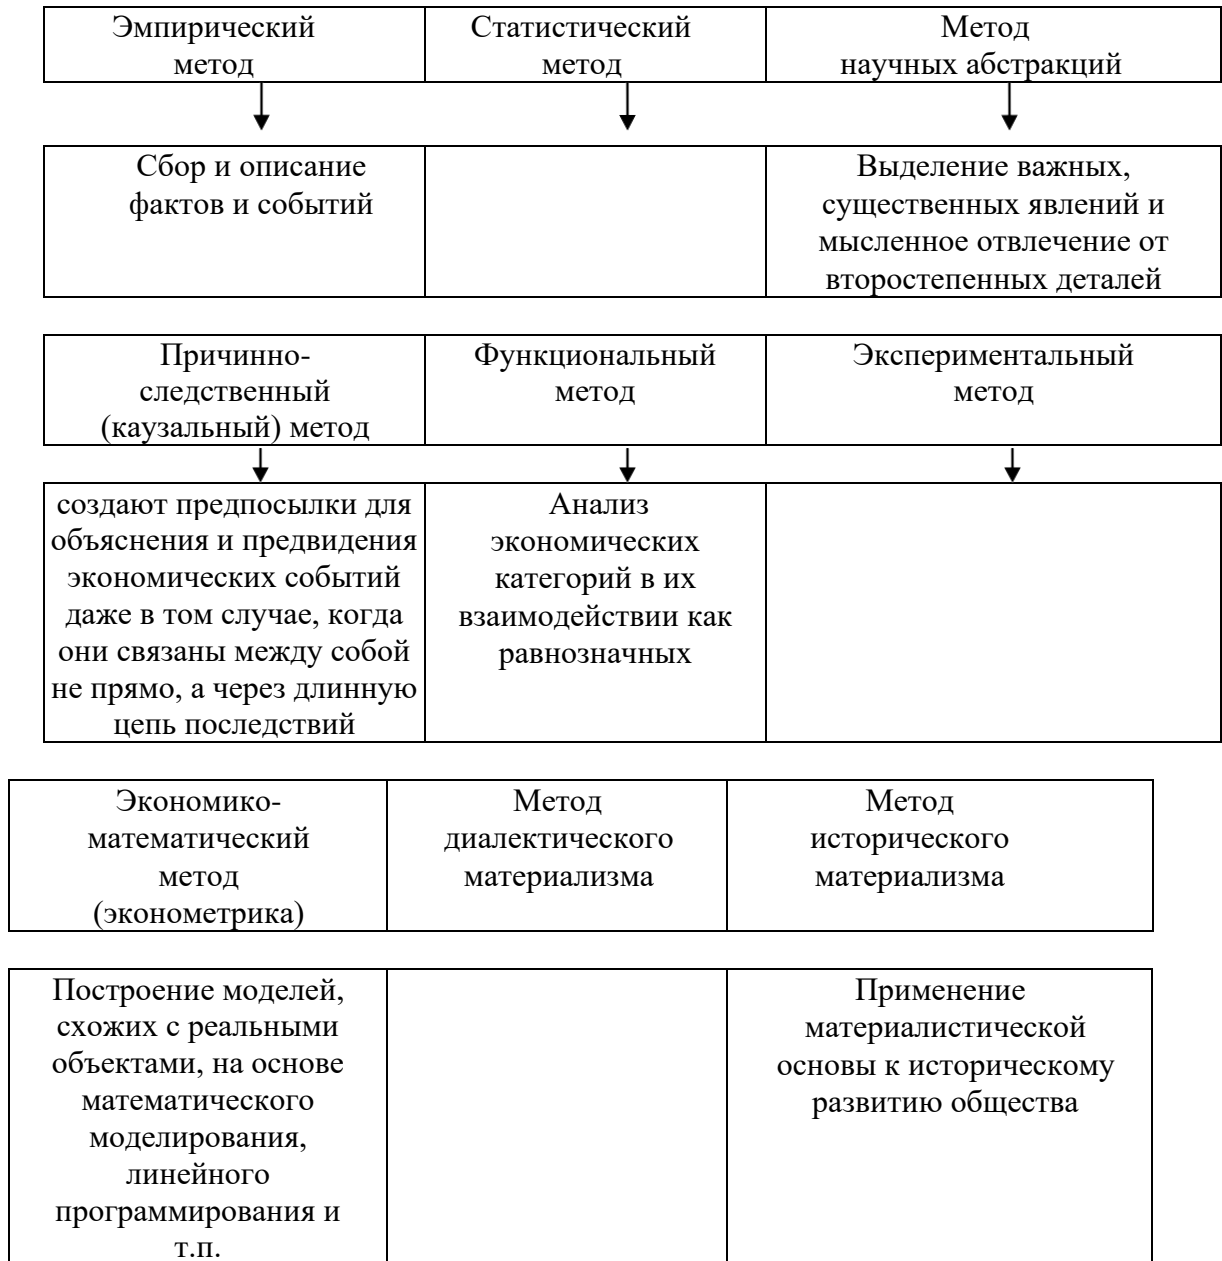 Эмпирический
метод
Статистический
метод
Метод
научных абстракций
Сбор и описание
фактов и событий
Выделение важных,
существенных явлений и
мысленное отвлечение от
второстепенных деталей
Причинно-
следственный
(каузальный) метод
Функциональный
метод
Экспериментальный
метод
создают предпосылки для
объяснения и предвидения
экономических событий
даже в том случае, когда
они связаны между собой
не прямо, а через длинную
цепь последствий
Анализ
экономических
категорий в их
взаимодействии как
равнозначных
Экономико-
математический
метод
(эконометрика)
Метод
диалектического
материализма
Метод
исторического
материализма
Построение моделей,
схожих с реальными
объектами, на основе
математического
моделирования,
линейного
программирования и
т.п.
Применение
материалистической
основы к историческому
развитию общества